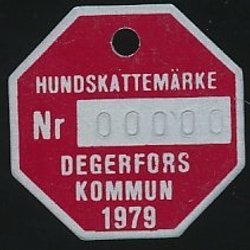 HUNDSKATTEMÄRKE
Nr 00000
DEGERFORS
KOMMUN
1979